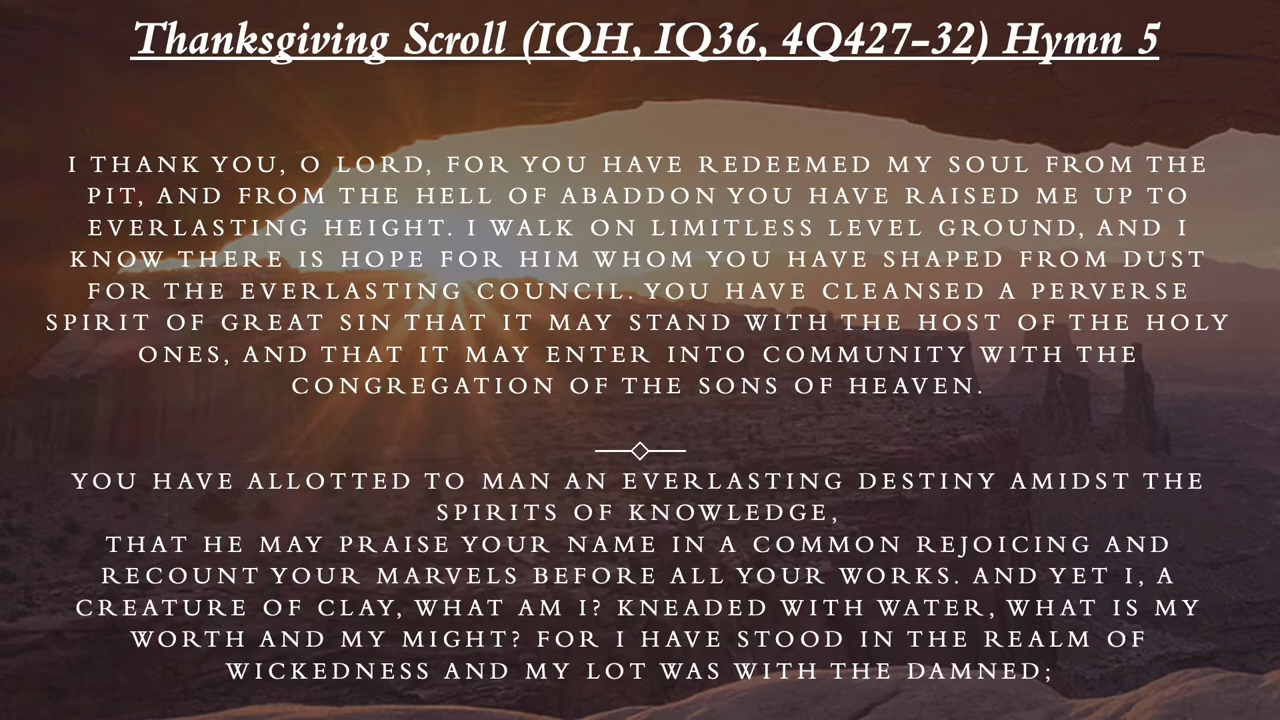 Thanksgiving Scroll (IQH, IQ36, 4Q427–32) Hymn 5
I THANK YOU, O LORD, FOR YOU HAVE REDEEMED MY SOUL FROM THE
PIT, AND FROM THE HELL OF ABADDON YOU HAVE RAISED ME UP TO
EVERLASTING HEIGHT. I WALK ON LIMITLESS LEVEL GROUND, AND I
KNOW THERE IS HOPE FOR HIM WHOM YOU HAVE SHAPED FROM DUST
FOR THE EVERLASTING COUNCIL. YOU HAVE CLEANSED A PERVERSE
SPIRIT OF GREAT SIN THAT IT MAY STAND WITH THE HOST OF THE HOLY
ONES, AND THAT IT MAY ENTER INTO COMMUNITY WITH THE
CONGREGATION OF THE SONS OF HEAVEN.
YOU HAVE ALLOTTED TO MAN AN EVERLASTING DESTINY AMIDST THE
SPIRITS OF KNOWLEDGE,
THAT HE MAY PRAISE YOUR NAME IN A COMMON REJOICING AND
RECOUNT YOUR MARVELS BEFORE ALL YOUR WORKS. AND YET I, A
CREATURE OF CLAY, WHAT AM I? KNEADED WITH WATER, WHAT IS MY
WORTH AND MY MIGHT? FOR I HAVE STOOD IN THE REALM OF
WICKEDNESS AND MY LOT WAS WITH THE DAMNED;